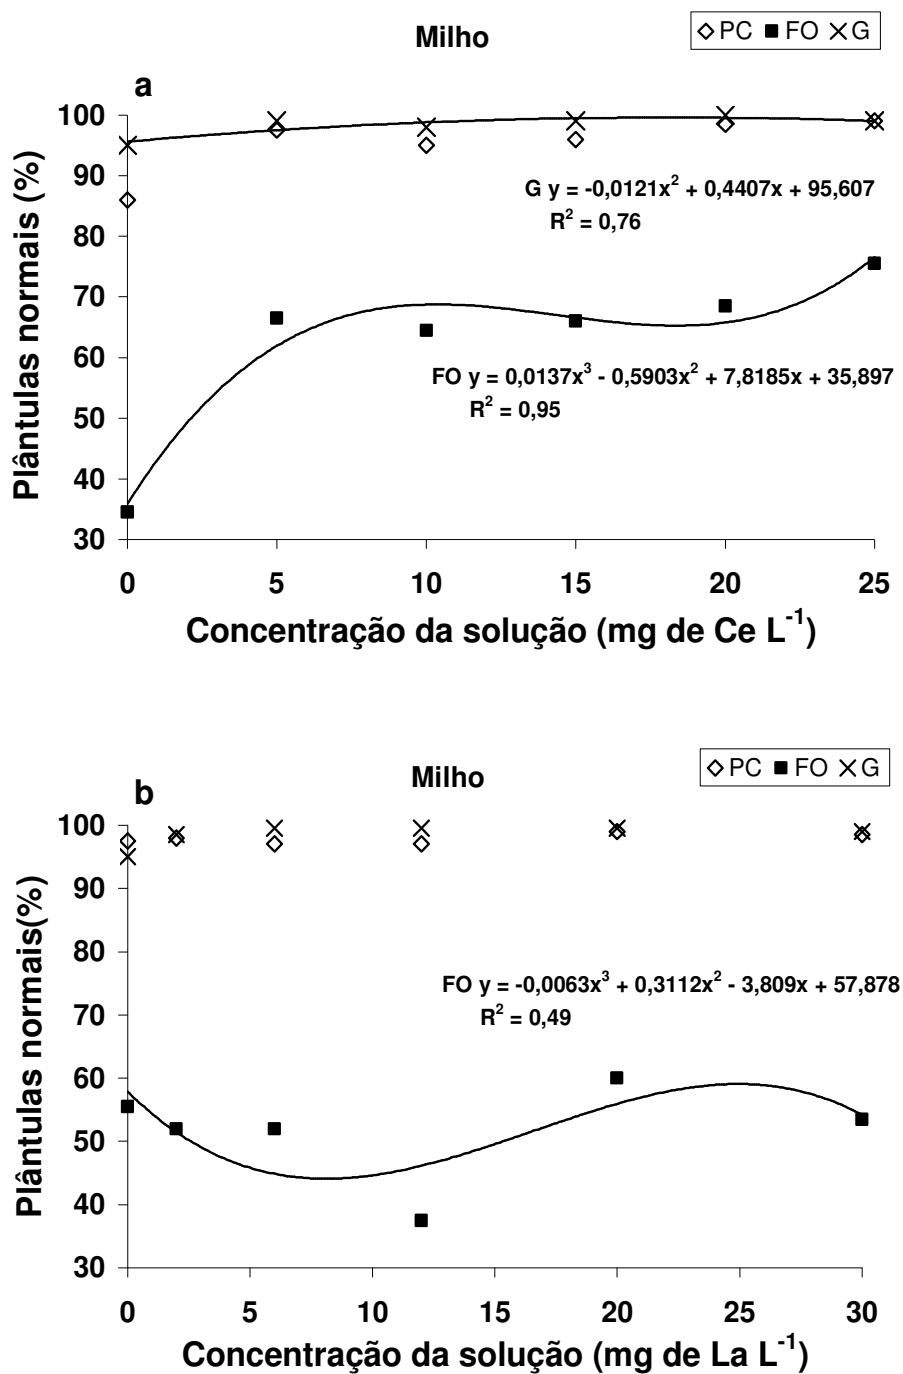 Milho
◇ PC ■ FO × G
a
Plântulas normais (%)
100
90
80
70
60
50
40
30
G y = -0,0121x² + 0,4407x + 95,607
R² = 0,76
FO y = 0,0137x³ - 0,5903x² + 7,8185x + 35,897
R² = 0,95
0 5 10 15 20 25
Concentração da solução (mg de Ce L⁻¹)
Milho
◇ PC ■ FO × G
b
Plântulas normais(%)
100
90
80
70
60
50
40
30
FO y = -0,0063x³ + 0,3112x² - 3,809x + 57,878
R² = 0,49
0 5 10 15 20 25 30
Concentração da solução (mg de La L⁻¹)